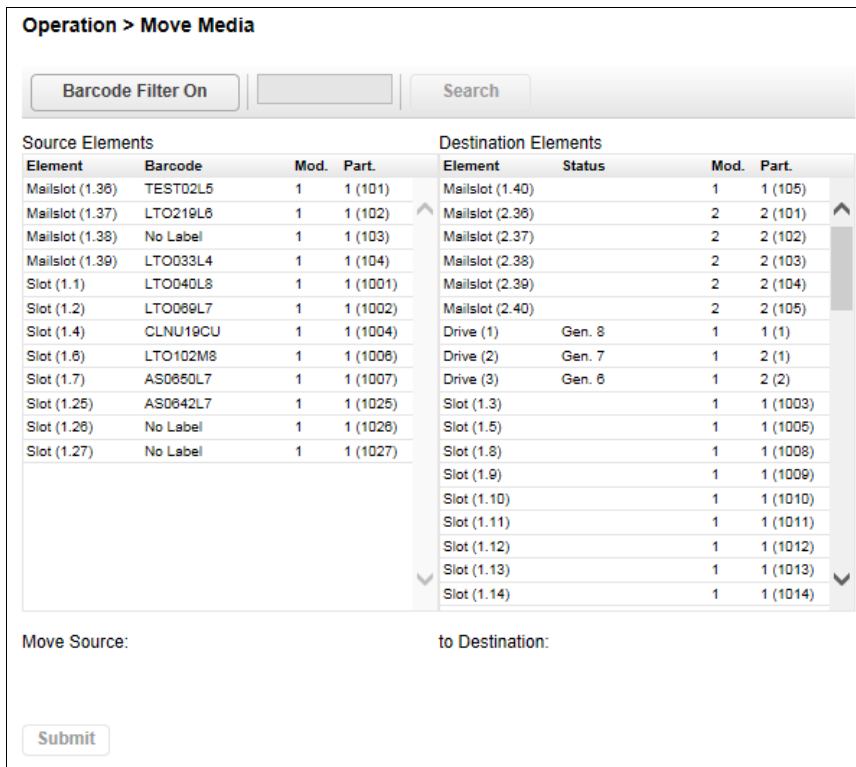 Operation > Move Media
Barcode Filter On Search
Source Elements Destination Elements
Element Barcode Mod. Part. Element Status Mod. Part.
Mailslot (1.36) TEST02L5 1 1 (101) Mailslot (1.40) 1 1 (105)
Mailslot (1.37) LTO219L6 1 1 (102) Mailslot (2.36) 2 2 (101)
Mailslot (1.38) No Label 1 1 (103) Mailslot (2.37) 2 2 (102)
Mailslot (1.39) LTO033L4 1 1 (104) Mailslot (2.38) 2 2 (103)
Slot (1.1) LTO040L8 1 1 (1001) Mailslot (2.39) 2 2 (104)
Slot (1.2) LTO069L7 1 1 (1002) Mailslot (2.40) 2 2 (105)
Slot (1.4) CLNU19CU 1 1 (1004) Drive (1) Gen. 8 1 1 (1)
Slot (1.6) LTO102M8 1 1 (1006) Drive (2) Gen. 7 1 2 (1)
Slot (1.7) AS0650L7 1 1 (1007) Drive (3) Gen. 6 1 2 (2)
Slot (1.25) AS0642L7 1 1 (1025) Slot (1.3) 1 1 (1003)
Slot (1.26) No Label 1 1 (1026) Slot (1.5) 1 1 (1005)
Slot (1.27) No Label 1 1 (1027) Slot (1.8) 1 1 (1008)
Slot (1.9) 1 1 (1009)
Slot (1.10) 1 1 (1010)
Slot (1.11) 1 1 (1011)
Slot (1.12) 1 1 (1012)
Slot (1.13) 1 1 (1013)
Slot (1.14) 1 1 (1014)
Move Source: to Destination:
Submit